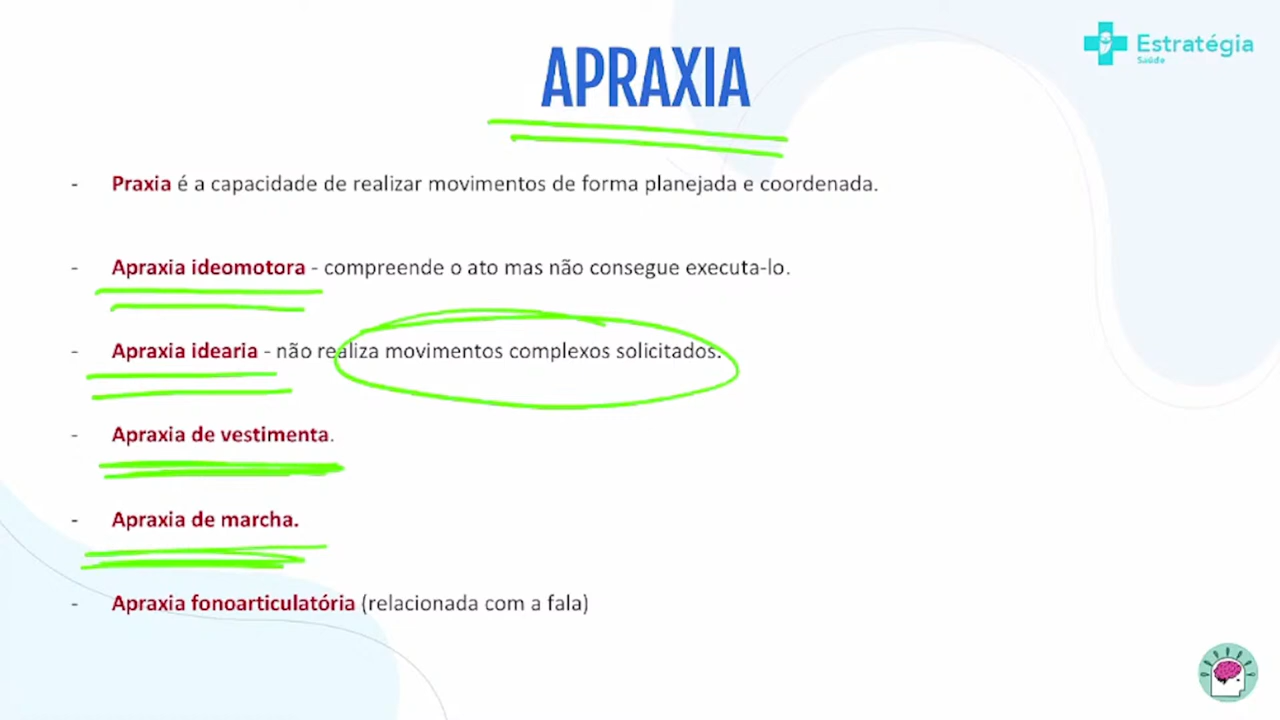 APRAXIA
Estratégia
Saúde
- Praxia é a capacidade de realizar movimentos de forma planejada e coordenada.
- Apraxia ideomotora - compreende o ato mas não consegue executa-lo.
- Apraxia idearia - não realiza movimentos complexos solicitados.
- Apraxia de vestimenta.
- Apraxia de marcha.
- Apraxia fonoarticulatória (relacionada com a fala)